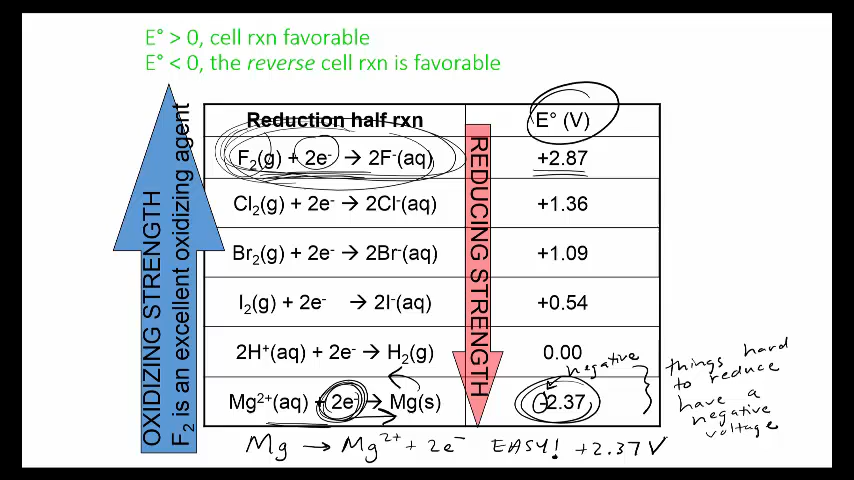 E° > 0, cell rxn favorable
E° < 0, the reverse cell rxn is favorable
OXIDIZING STRENGTH
F₂ is an excellent oxidizing agent
Reduction half rxn
E° (V)
F₂(g) + 2e⁻ → 2F⁻(aq)
+2.87
Cl₂(g) + 2e⁻ → 2Cl⁻(aq)
+1.36
Br₂(g) + 2e⁻ → 2Br⁻(aq)
+1.09
I₂(g) + 2e⁻ → 2I⁻(aq)
+0.54
2H⁺(aq) + 2e⁻ → H₂(g)
0.00
Mg²⁺(aq) + 2e⁻ → Mg(s)
-2.37
REDUCING STRENGTH
negative
things hard
to reduce
have a
negative
voltage
Mg → Mg²⁺ + 2e⁻ EASY! +2.37 V